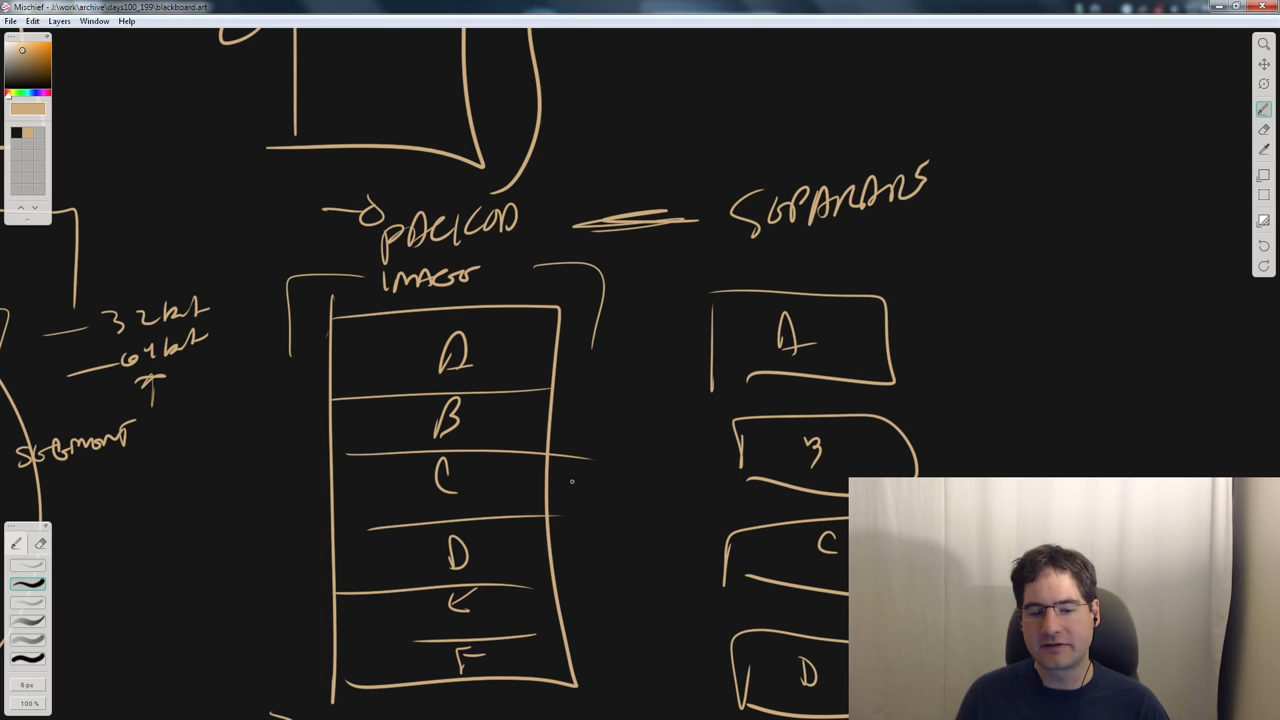 Mischief - J:\work\archive\days100_199\blackboard.art
File Edit Layers Window Help
PACKED
SEPARATE
IMAGE
32bit
64bit
SEGMENT
A
B
C
D
E
F
A
B
C
D
6 px
100 %